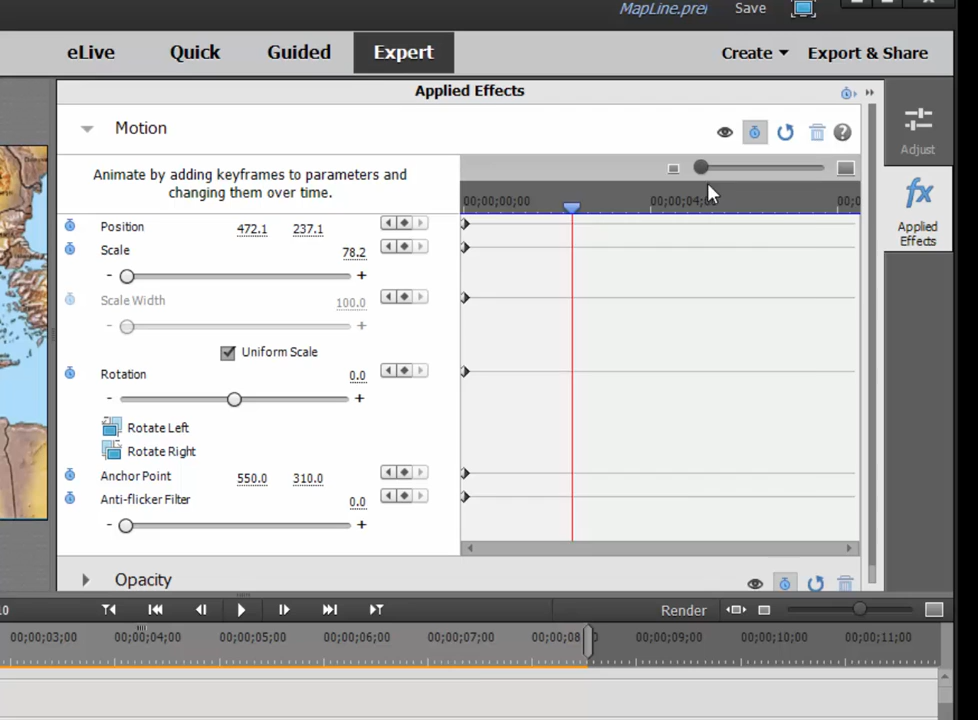 MapLine.prel Save
eLive Quick Guided Expert Create Export & Share
Applied Effects
Motion
Adjust
Animate by adding keyframes to parameters and
changing them over time.
00;00;00;00 00;00;04;0
Position 472.1 237.1
Applied
Effects
Scale
78.2
- +
Scale Width 100.0
- +
Uniform Scale
Rotation 0.0
- +
Rotate Left
Rotate Right
Anchor Point 550.0 310.0
Anti-flicker Filter 0.0
- +
Opacity
10 Render
00;00;03;00 00;00;04;00 00;00;05;00 00;00;06;00 00;00;07;00 00;00;08 00;00;09;00 00;00;10;00 00;00;11;00